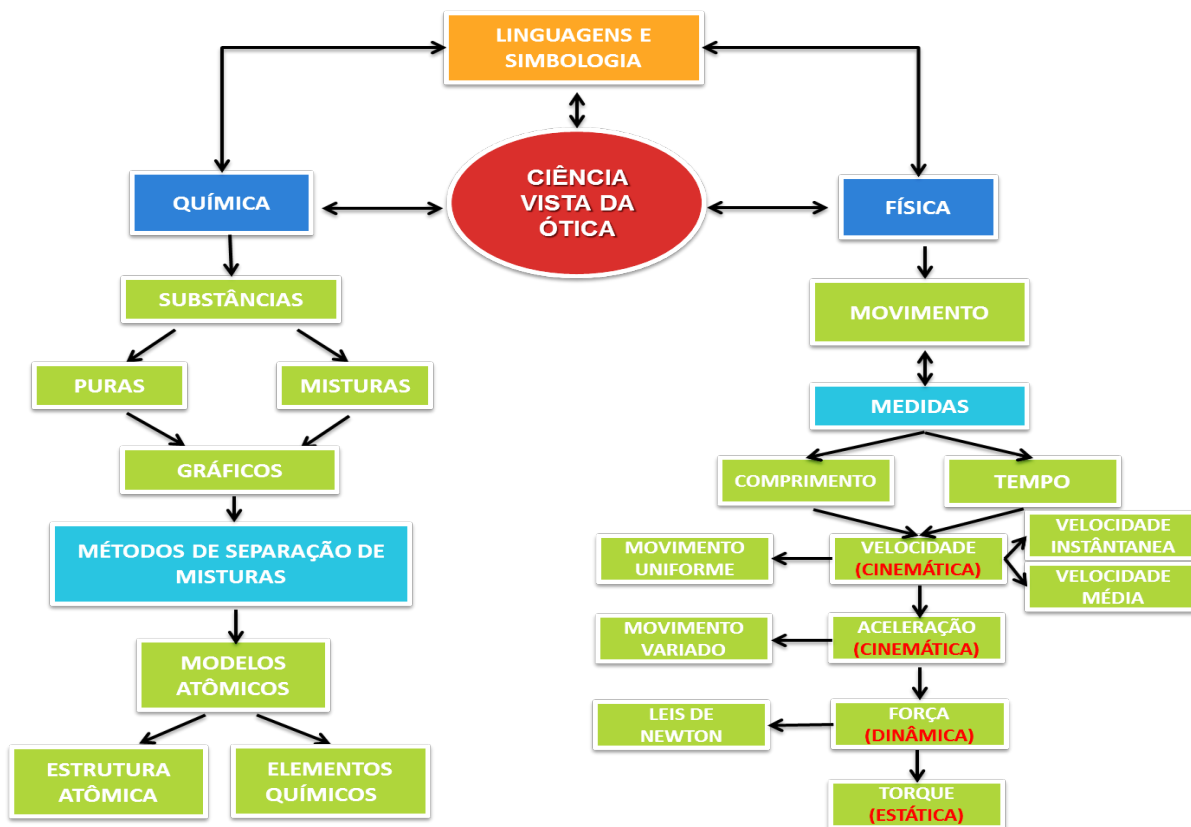 LINGUAGENS E
SIMBOLOGIA
CIÊNCIA
VISTA DA
ÓTICA
QUÍMICA
SUBSTÂNCIAS
PURAS
MISTURAS
GRÁFICOS
MÉTODOS DE SEPARAÇÃO DE
MISTURAS
MODELOS
ATÔMICOS
ESTRUTURA
ATÔMICA
ELEMENTOS
QUÍMICOS
FÍSICA
MOVIMENTO
MEDIDAS
COMPRIMENTO
TEMPO
VELOCIDADE
(CINEMÁTICA)
MOVIMENTO
UNIFORME
VELOCIDADE
INSTÂNTANEA
VELOCIDADE
MÉDIA
ACELERAÇÃO
(CINEMÁTICA)
MOVIMENTO
VARIADO
FORÇA
(DINÂMICA)
LEIS DE
NEWTON
TORQUE
(ESTÁTICA)